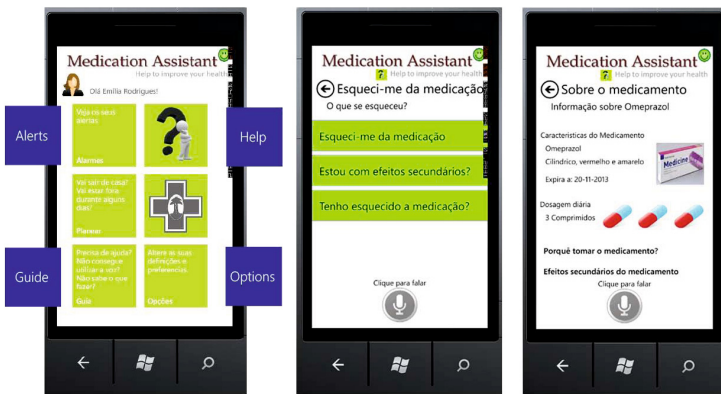 Medication Assistant
Help to improve your health
Olá Emília Rodrigues!
Alerts
Veja os seus
alertas
Alarmes
Help
Vai sair de casa?
Vai estar fora
durante alguns
dias?
Planear
Guide
Precisa de ajuda?
Não consegue
utilizar a voz?
Não sabe o que
fazer?
Guia
Altere as suas
definições e
preferencias
Opções
Options
Medication Assistant
? Help to improve your health
Esqueci-me da medicação
O que se esqueceu?
Esqueci-me da medicação
Estou com efeitos secundários?
Tenho esquecido a medicação?
Clique para falar
Medication Assistant
? Help to improve your health
Sobre o medicamento
Informação sobre Omeprazol
Caracteristicas do Medicamento
Omeprazol
Cilindrico, vermelho e amarelo
Expira a: 20-11-2013
Medicine
Dosagem diária
3 Comprimidos
Porquê tomar o medicamento?
Efeitos secundários do medicamento
Clique para falar